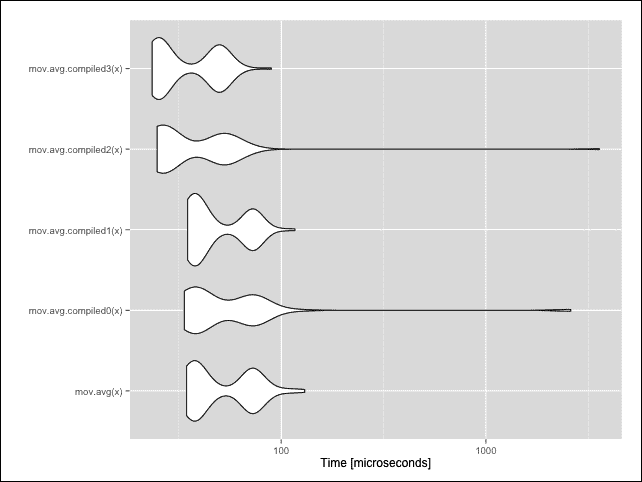 mov.avg.compiled3(x)
mov.avg.compiled2(x)
mov.avg.compiled1(x)
mov.avg.compiled0(x)
mov.avg(x)
100 1000
Time [microseconds]